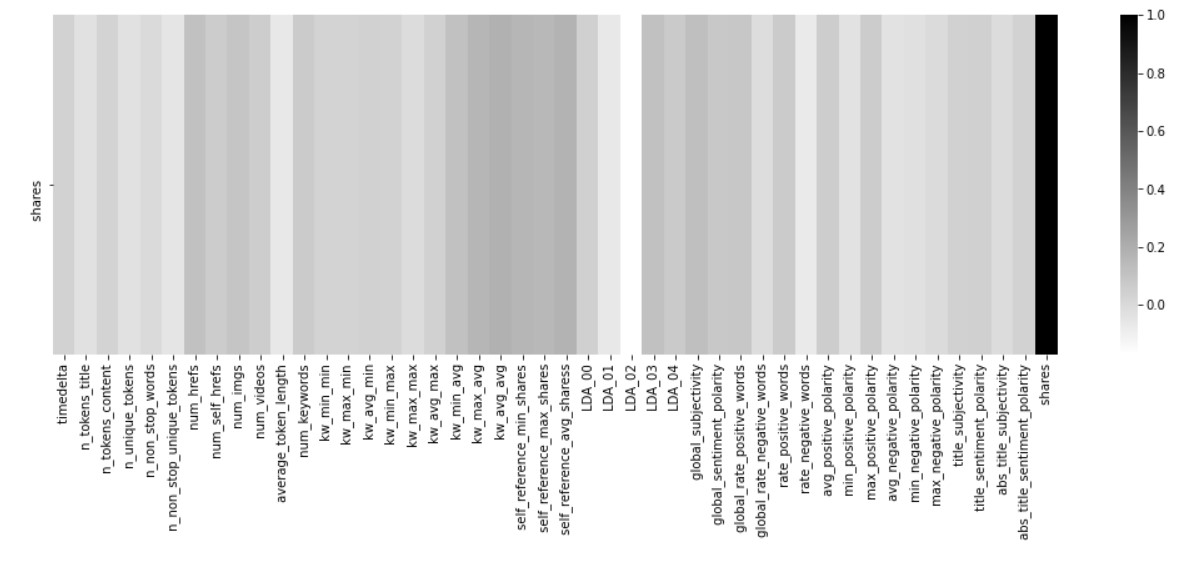 shares
timedelta
n_tokens_title
n_tokens_content
n_unique_tokens
n_non_stop_words
n_non_stop_unique_tokens
num_hrefs
num_self_hrefs
num_imgs
num_videos
average_token_length
num_keywords
kw_min_min
kw_max_min
kw_avg_min
kw_min_max
kw_max_max
kw_avg_max
kw_min_avg
kw_max_avg
kw_avg_avg
self_reference_min_shares
self_reference_max_shares
self_reference_avg_sharess
LDA_00
LDA_01
LDA_02
LDA_03
LDA_04
global_subjectivity
global_sentiment_polarity
global_rate_positive_words
global_rate_negative_words
rate_positive_words
rate_negative_words
avg_positive_polarity
min_positive_polarity
max_positive_polarity
avg_negative_polarity
min_negative_polarity
max_negative_polarity
title_subjectivity
title_sentiment_polarity
abs_title_subjectivity
abs_title_sentiment_polarity
shares
1.0
0.8
0.6
0.4
0.2
0.0